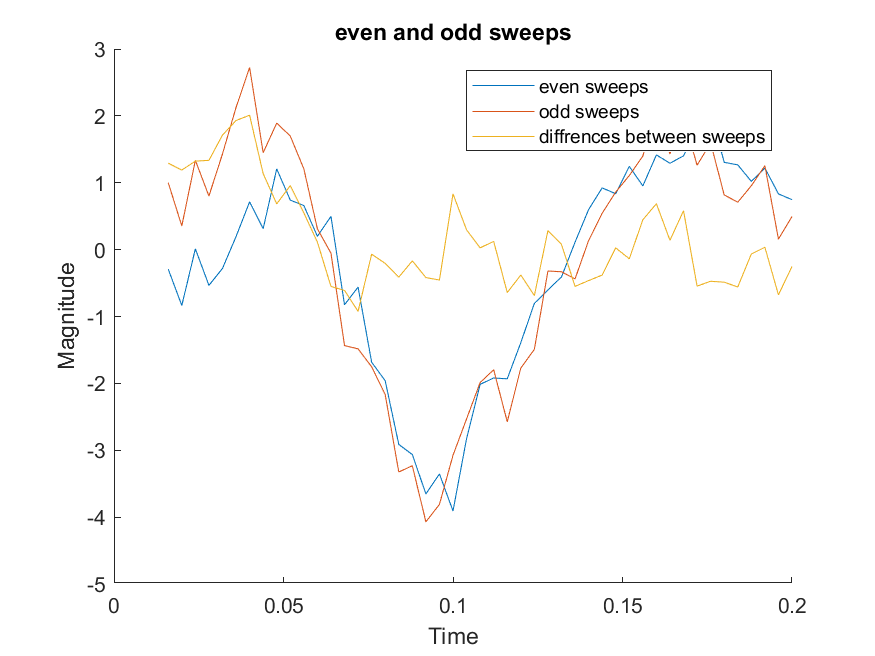 even and odd sweeps
3
even sweeps
odd sweeps
diffrences between sweeps
2
1
0
-1
-2
-3
-4
-5
Magnitude
0
0.05
0.1
0.15
0.2
Time